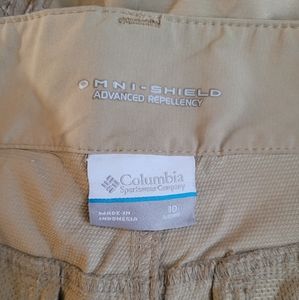 OMNI-SHIELD
ADVANCED REPELLENCY
Columbia
Sportswear Company
MADE IN
INDONESIA
10